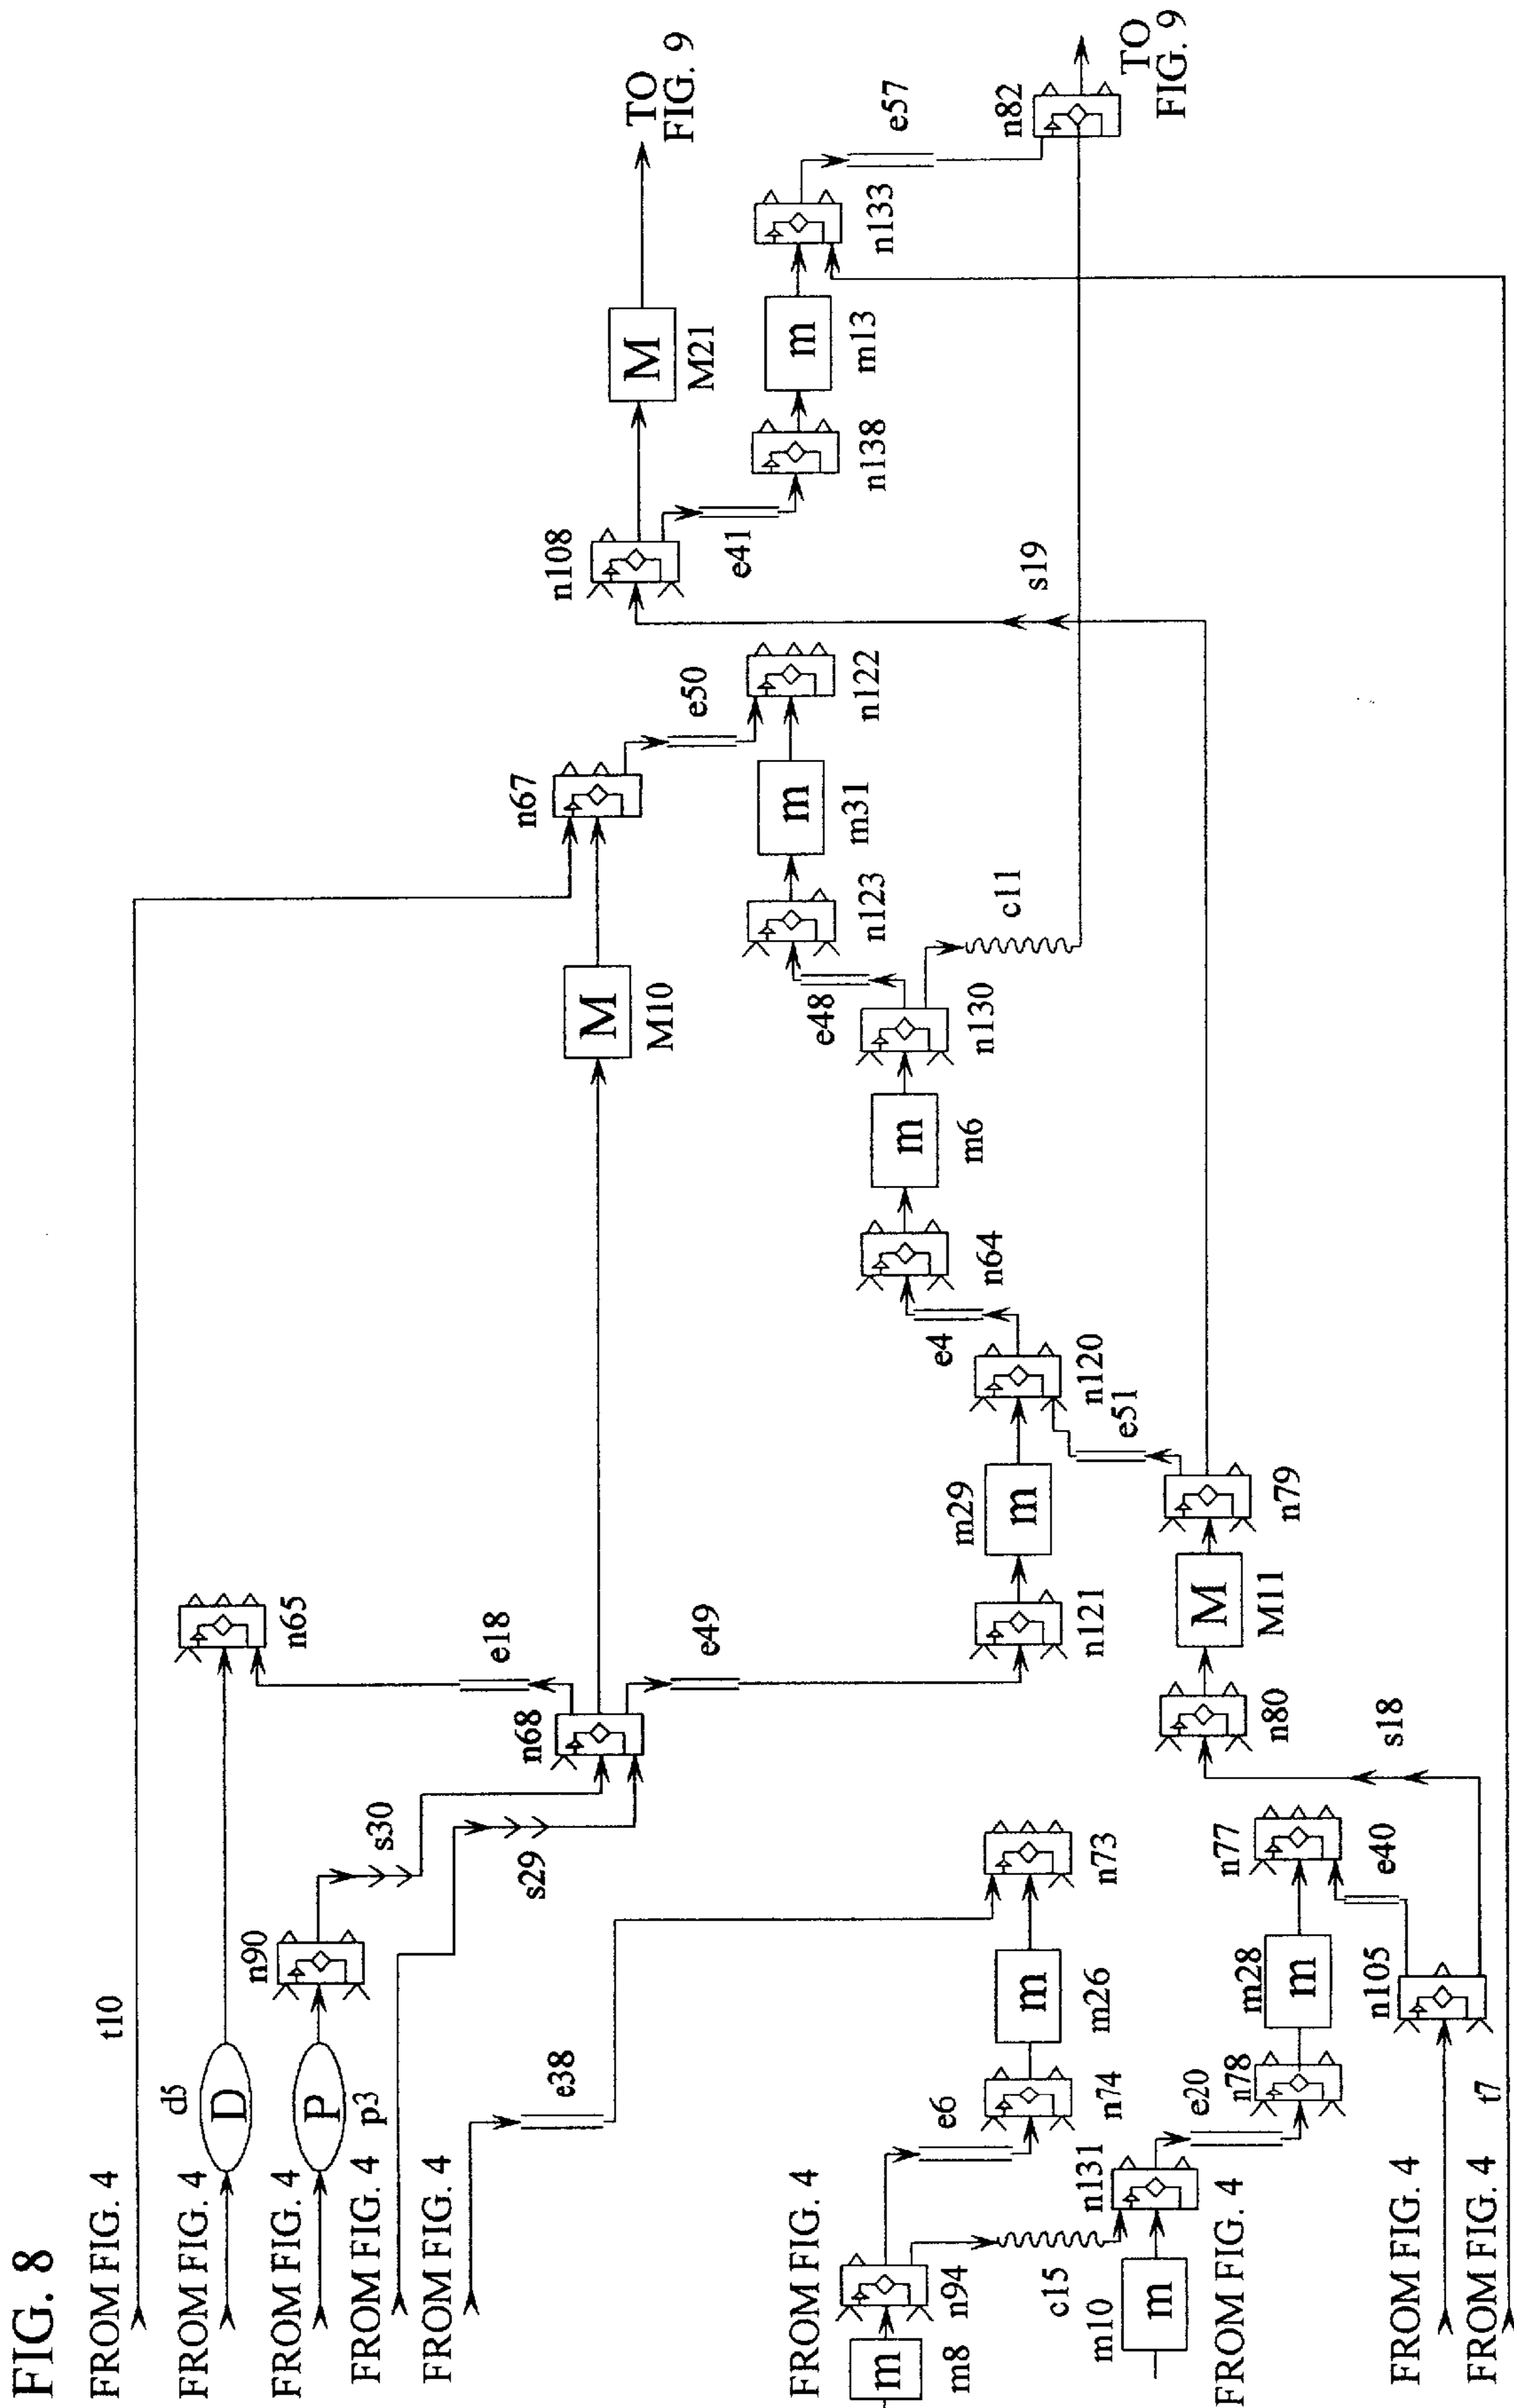 FIG. 8
FROM FIG. 4
t10
FROM FIG. 4
d5
D
n65
FROM FIG. 4
P
p3
n90
s30
FROM FIG. 4
s29
FROM FIG. 4
e38
n68
e18
e49
M
M10
n67
e50
n108
M
M21
TO
FIG. 9
e41
n138
m
m13
n133
e57
n82
TO
FIG. 9
n123
m
m31
n122
e48
n130
c11
s19
m
m6
n64
e4
n120
e51
m29
m
n121
n79
M
M11
n80
s18
FROM FIG. 4
m
m8
n94
e6
n74
m
m26
n73
c15
m10
m
FROM FIG. 4
n131
e20
n78
m28
m
n77
e40
n105
FROM FIG. 4
FROM FIG. 4
t7